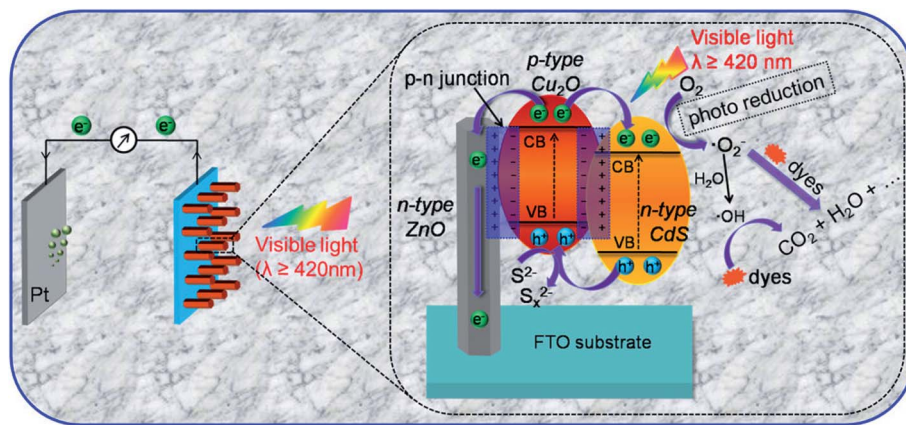 e⁻
e⁻
Pt
Visible light
(λ ≥ 420nm)
p-n junction
p-type
Cu₂O
Visible light
λ ≥ 420 nm
O₂
photo reduction
e⁻ e⁻
e⁻ e⁻
CB
CB
e⁻
·O₂⁻
dyes
H₂O
·OH
CO₂ + H₂O + ...
n-type
ZnO
VB
n-type
CdS
VB
h⁺ h⁺
h⁺ h⁺
S²⁻
Sₓ²⁻
dyes
e⁻
FTO substrate